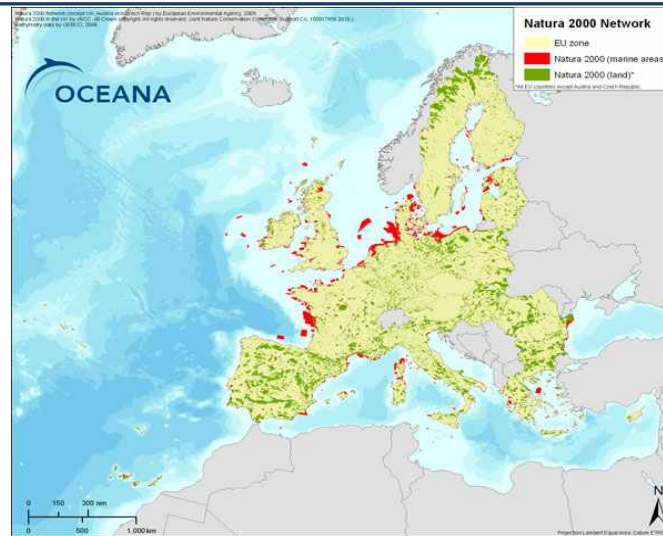 Natura 2000 Network
EU zone
Natura 2000 (marine areas
Natura 2000 (land)*
*All EU countries except Austria and Czech Republic.
OCEANA
0 150 300 nm
0 500 1.000 km
N